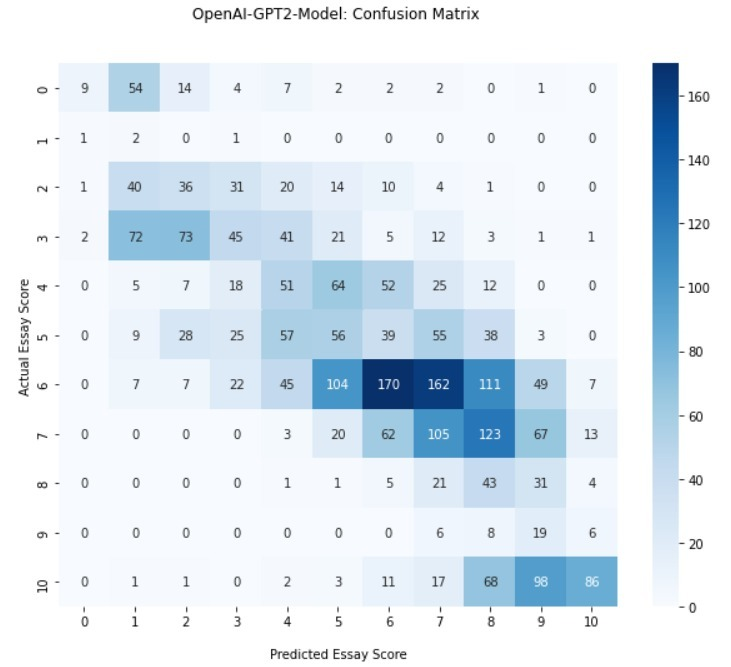 OpenAI-GPT2-Model: Confusion Matrix
0 9 54 14 4 7 2 2 2 0 1 0
1 1 2 0 1 0 0 0 0 0 0 0
2 1 40 36 31 20 14 10 4 1 0 0
3 2 72 73 45 41 21 5 12 3 1 1
4 0 5 7 18 51 64 52 25 12 0 0
5 0 9 28 25 57 56 39 55 38 3 0
6 0 7 7 22 45 104 170 162 111 49 7
7 0 0 0 0 3 20 62 105 123 67 13
8 0 0 0 0 1 1 5 21 43 31 4
9 0 0 0 0 0 0 0 6 8 19 6
10 0 1 1 0 2 3 11 17 68 98 86
0 1 2 3 4 5 6 7 8 9 10
Actual Essay Score
Predicted Essay Score
160
140
120
100
80
60
40
20
0